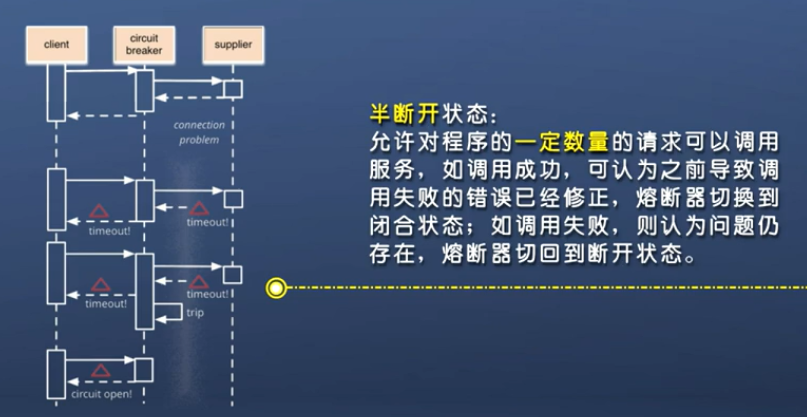 client
circuit
breaker
supplier
connection
problem
timeout!
timeout!
timeout!
timeout!
trip
circuit open!
半断开状态：
允许对程序的一定数量的请求可以调用
服务，如调用成功，可认为之前导致调
用失败的错误已经修正，熔断器切换到
闭合状态；如调用失败，则认为问题仍
存在，熔断器切回到断开状态。